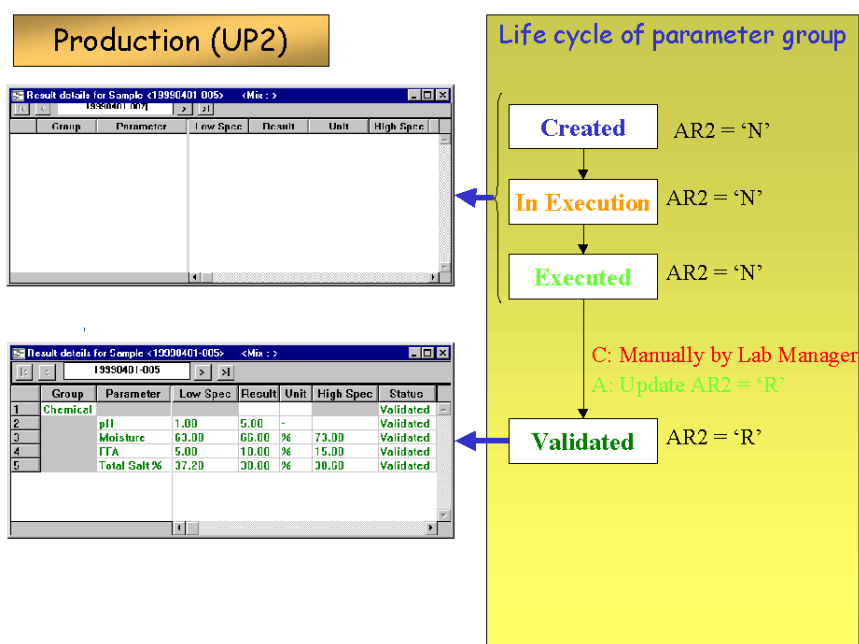 Production (UP2)
Life cycle of parameter group
Result details for Sample <19990401-005> <Mix : >
19990401-007
Group Parameter Low Spec Result Unit High Spec
Created AR2 = ‘N’
In Execution AR2 = ‘N’
Executed AR2 = ‘N’
C: Manually by Lab Manager
A: Update AR2 = ‘R’
Validated AR2 = ‘R’
Result details for Sample <19990401-005> <Mix : >
19990401-005
Group Parameter Low Spec Result Unit High Spec Status
1 Chemical Validated
2 pH 1.00 5.00 - Validated
3 Moisture 63.00 66.00 % 73.00 Validated
4 FFA 5.00 10.00 % 15.00 Validated
5 Total Salt % 37.20 30.00 % 30.60 Validated